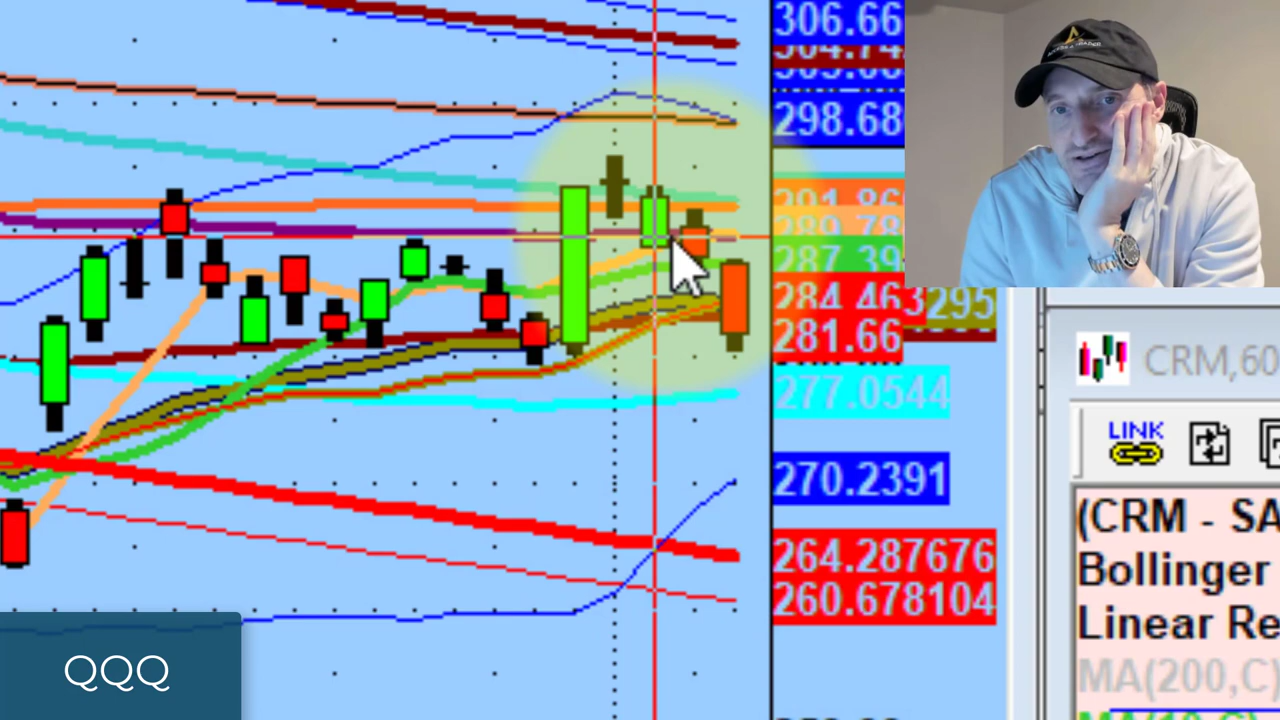 306.66
298.68
287.39
284.463
295
281.66
277.0544
270.2391
264.287676
260.678104
CRM,60
LINK
(CRM - SA
Bollinger
Linear Re
MA(200,C)
QQQ